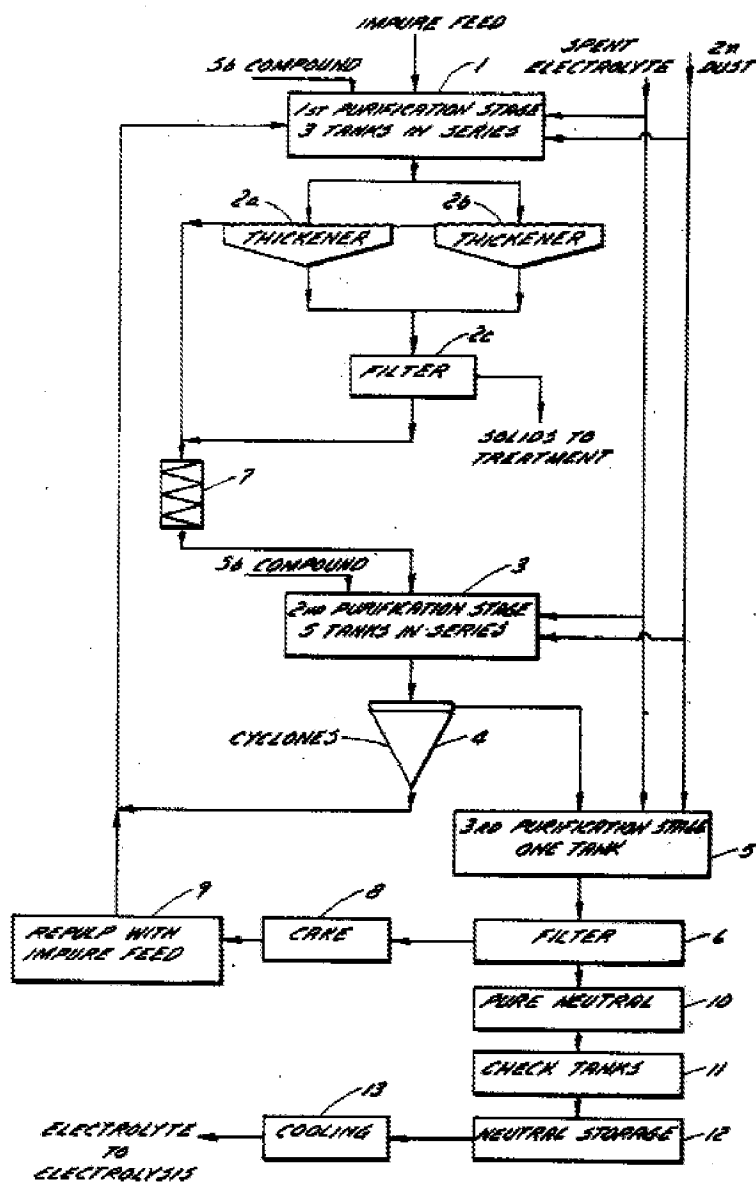 IMPURE FEED
SPENT
ELECTROLYTE
Zn
DUST
Sb COMPOUND
1
1ST PURIFICATION STAGE
3 TANKS IN SERIES
2a
2b
THICKENER
THICKENER
2c
FILTER
SOLIDS TO
TREATMENT
7
Sb COMPOUND
3
2ND PURIFICATION STAGE
5 TANKS IN SERIES
CYCLONES
4
3RD PURIFICATION STAGE
ONE TANK
5
9
8
REPULP WITH
IMPURE FEED
CAKE
FILTER
6
PURE NEUTRAL
10
CHECK TANKS
11
13
ELECTROLYTE
TO
ELECTROLYSIS
COOLING
NEUTRAL STORAGE
12